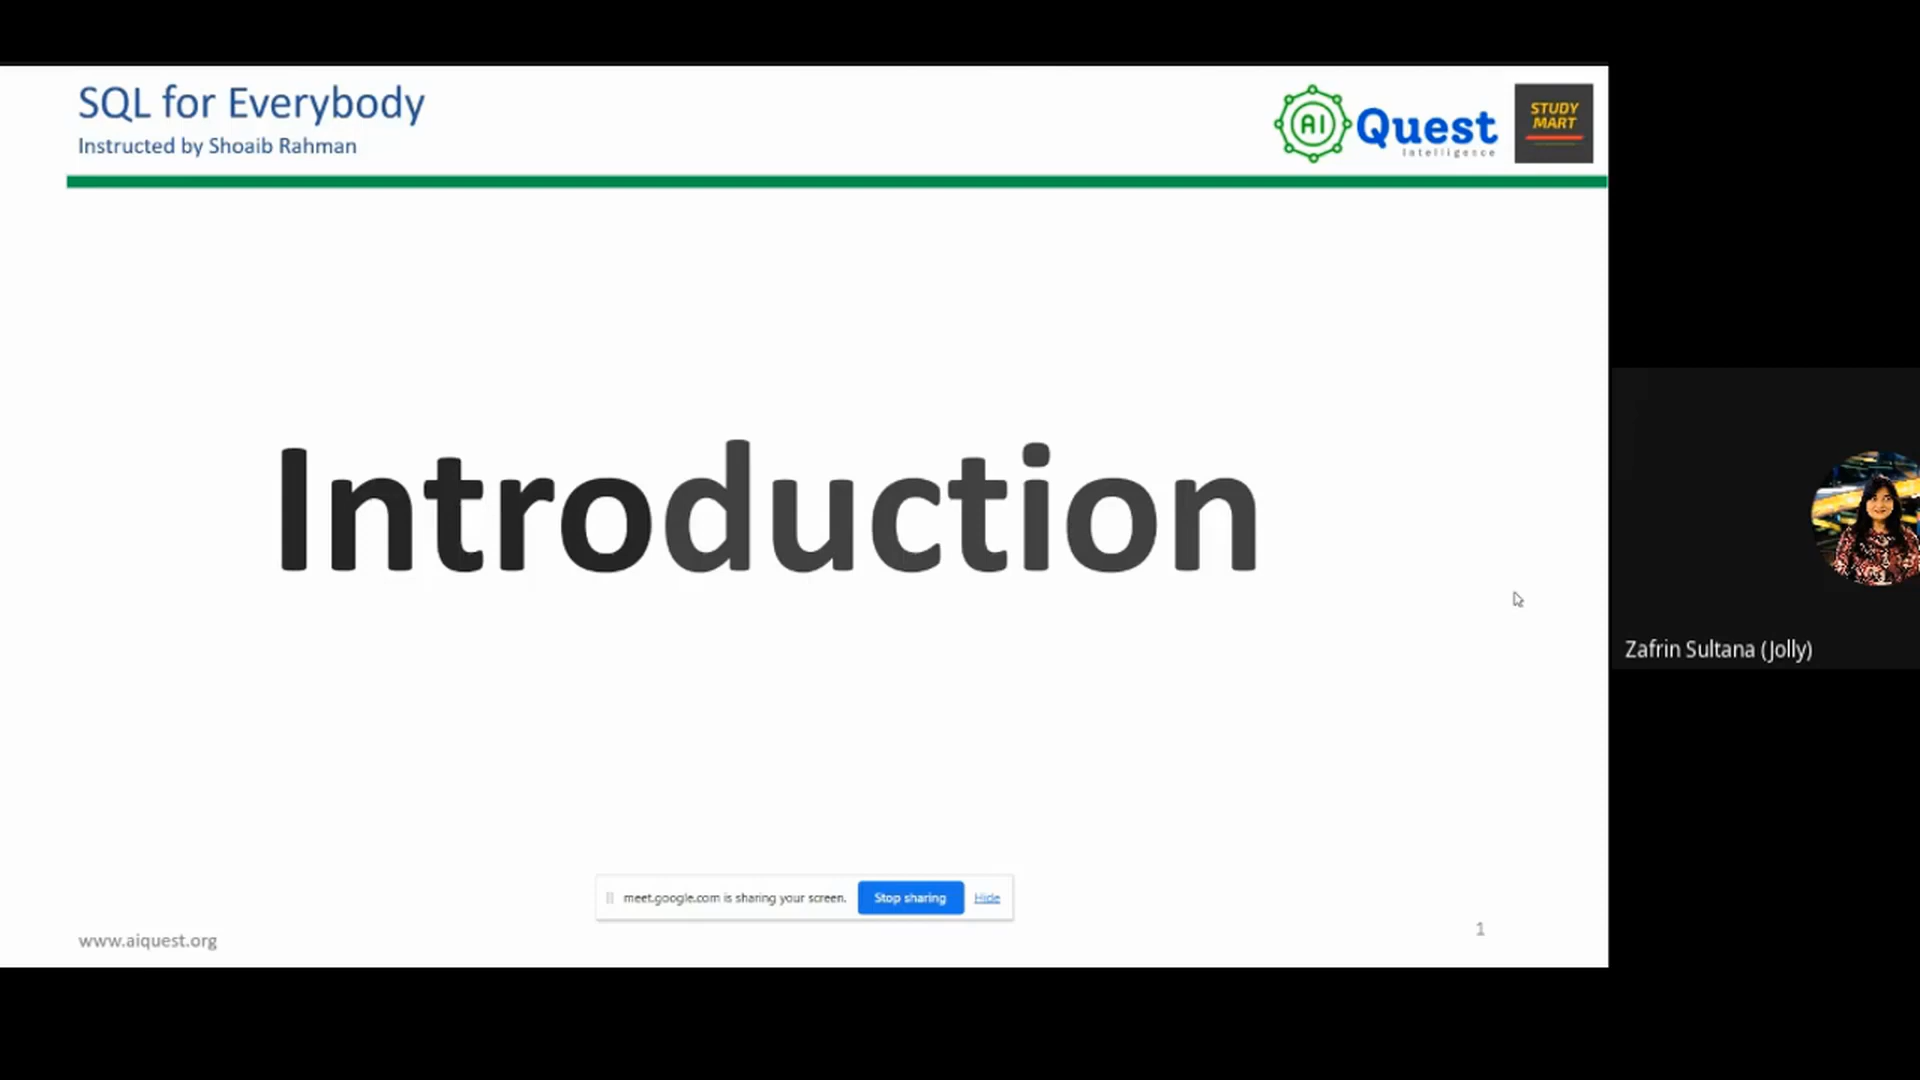 SQL for Everybody
Instructed by Shoaib Rahman
AI Quest
Intelligence
STUDY
MART
Introduction
Zafrin Sultana (Jolly)
meet.google.com is sharing your screen. Stop sharing Hide
www.aiquest.org
1